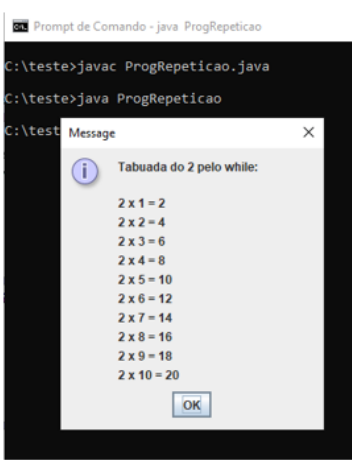 Prompt de Comando - java ProgRepeticao
C:\teste>javac ProgRepeticao.java
C:\teste>java ProgRepeticao
C:\test
Message
Tabuada do 2 pelo while:
2 x 1 = 2
2 x 2 = 4
2 x 3 = 6
2 x 4 = 8
2 x 5 = 10
2 x 6 = 12
2 x 7 = 14
2 x 8 = 16
2 x 9 = 18
2 x 10 = 20
OK